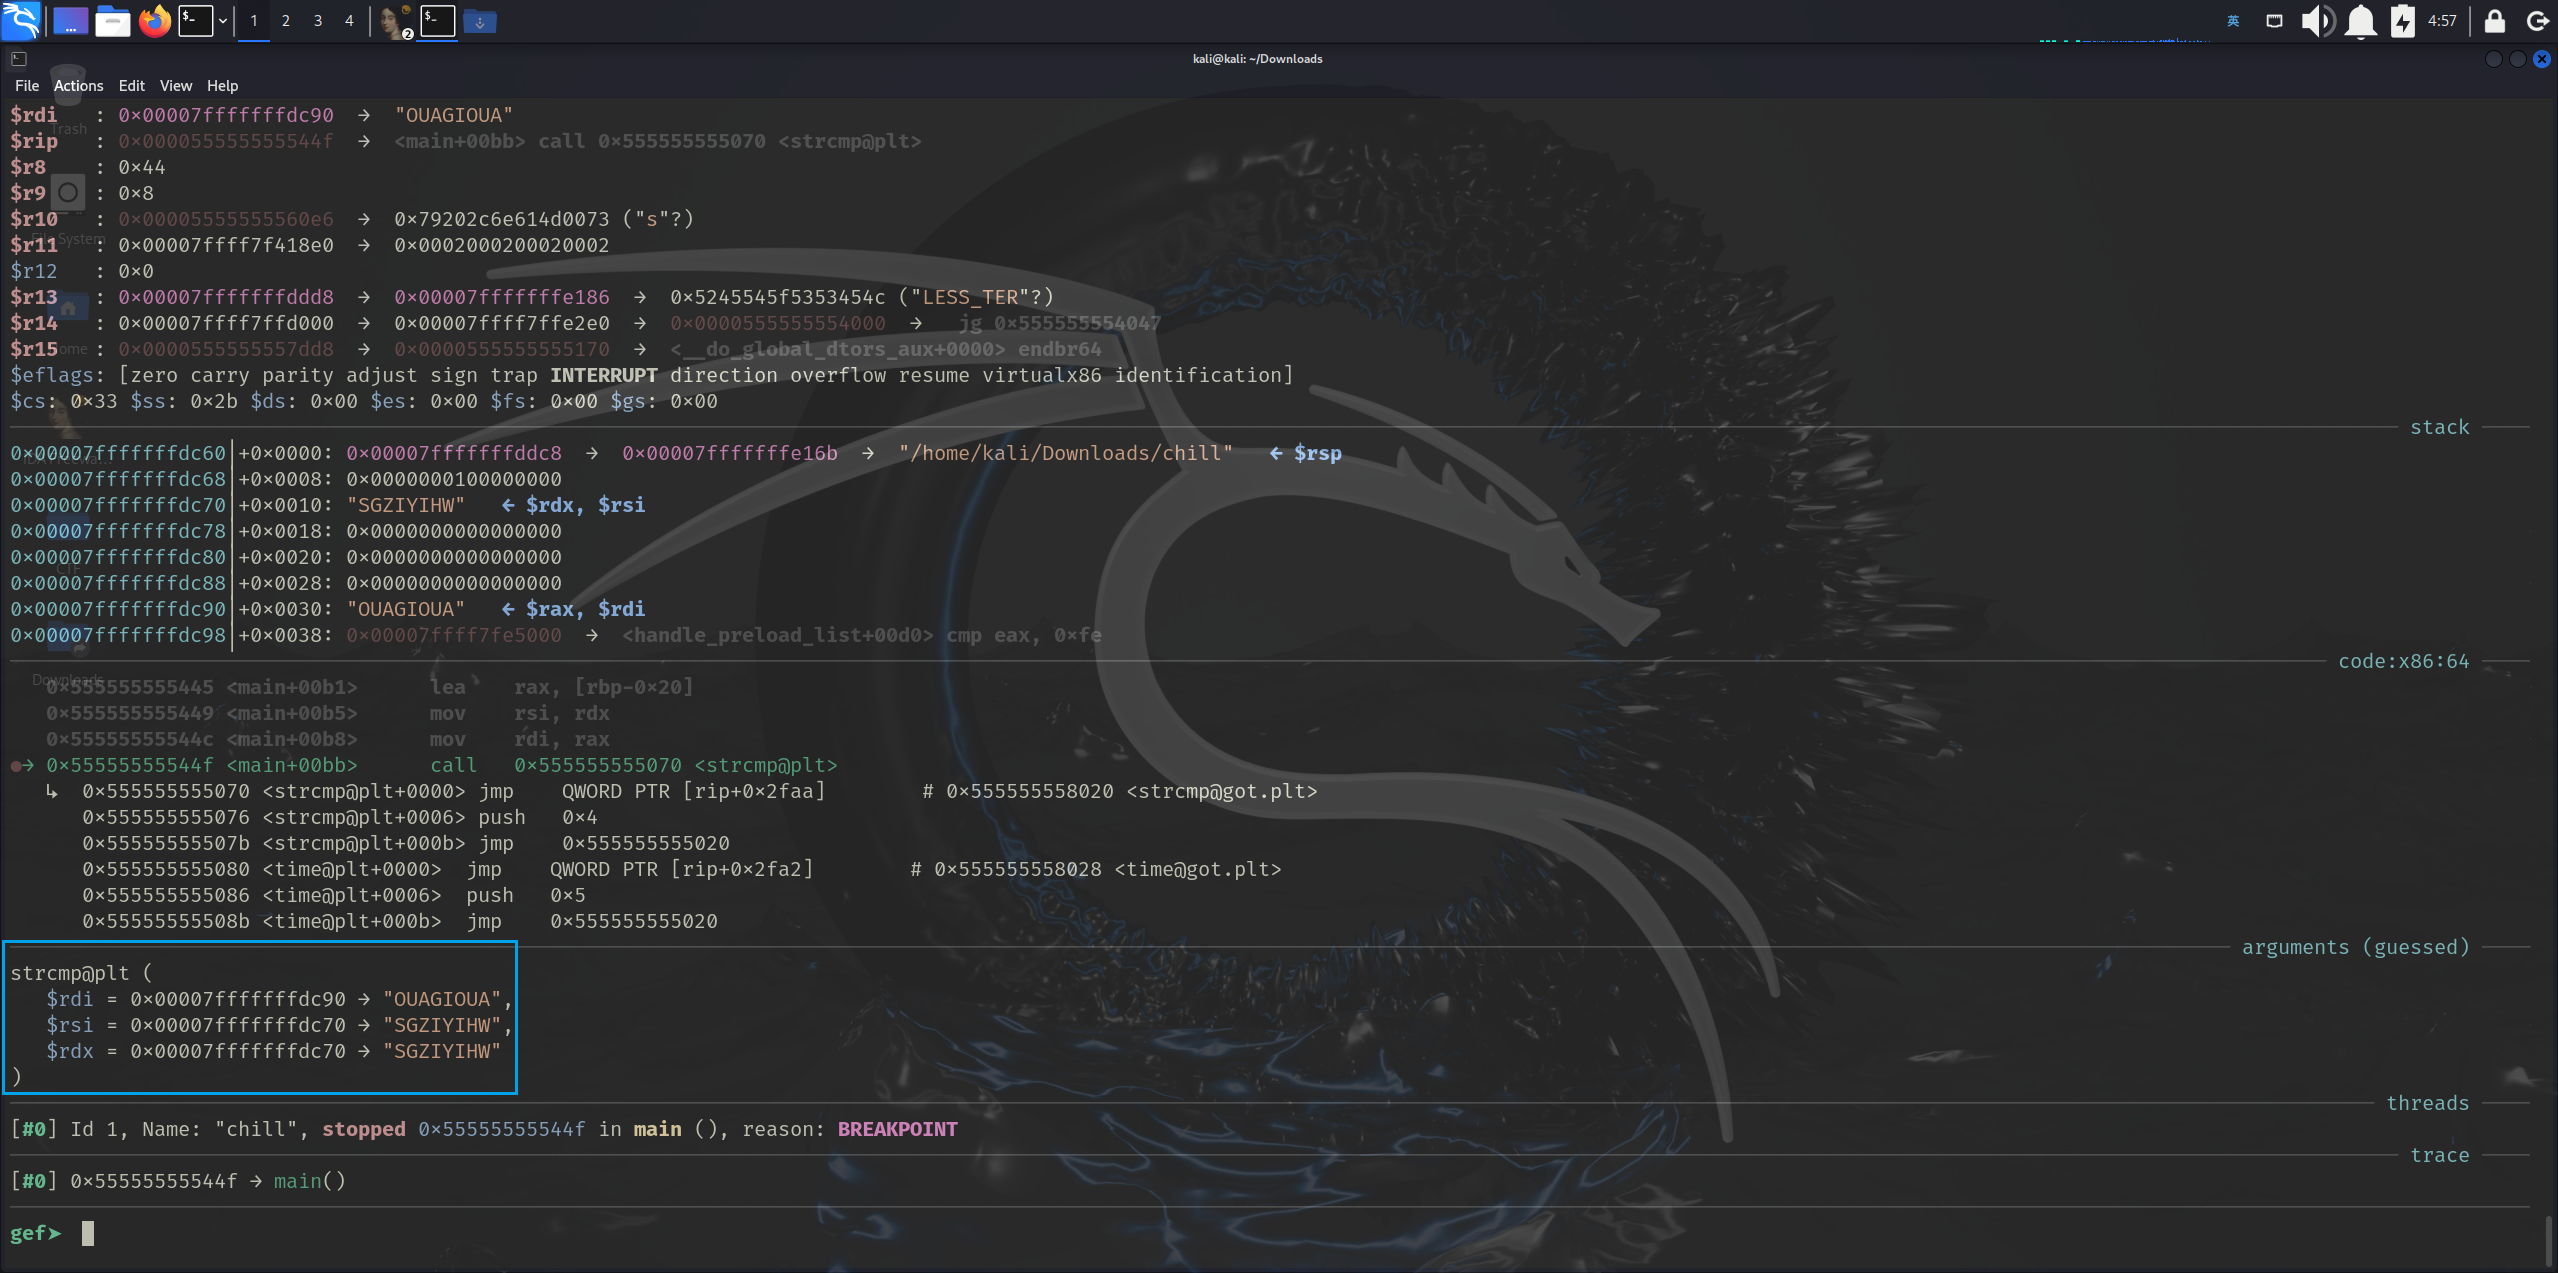 1 2 3 4 2 英 4:57
kali@kali: ~/Downloads
File Actions Edit View Help
$rdi   : 0x00007fffffffdc90  →  "OUAGIOUA"
$rip   : 0x000055555555544f  →  <main+00bb> call 0x555555555070 <strcmp@plt>
$r8    : 0x44
$r9    : 0x8
$r10   : 0x00005555555560e6  →  0x79202c6e614d0073 ("s"?)
$r11   : 0x00007ffff7f418e0  →  0x0002000200020002
$r12   : 0x0
$r13   : 0x00007fffffffddd8  →  0x00007fffffffe186  →  0x5245545f5353454c ("LESS_TER"?)
$r14   : 0x00007ffff7ffd000  →  0x00007ffff7ffe2e0  →  0x0000555555554000  →   jg 0x555555554047
$r15   : 0x0000555555557dd8  →  0x0000555555555170  →  <__do_global_dtors_aux+0000> endbr64
$eflags: [zero carry parity adjust sign trap INTERRUPT direction overflow resume virtualx86 identification]
$cs: 0x33 $ss: 0x2b $ds: 0x00 $es: 0x00 $fs: 0x00 $gs: 0x00
stack
0x00007fffffffdc60│+0x0000: 0x00007fffffffddc8  →  0x00007fffffffe16b  →  "/home/kali/Downloads/chill"   ← $rsp
0x00007fffffffdc68│+0x0008: 0x0000000100000000
0x00007fffffffdc70│+0x0010: "SGZIYIHW"   ← $rdx, $rsi
0x00007fffffffdc78│+0x0018: 0x0000000000000000
0x00007fffffffdc80│+0x0020: 0x0000000000000000
0x00007fffffffdc88│+0x0028: 0x0000000000000000
0x00007fffffffdc90│+0x0030: "OUAGIOUA"   ← $rax, $rdi
0x00007fffffffdc98│+0x0038: 0x00007ffff7fe5000  →  <handle_preload_list+00d0> cmp eax, 0xfe
code:x86:64
0x555555555445 <main+00b1>      lea    rax, [rbp-0x20]
0x555555555449 <main+00b5>      mov    rsi, rdx
0x55555555544c <main+00b8>      mov    rdi, rax
●→ 0x55555555544f <main+00bb>      call   0x555555555070 <strcmp@plt>
↳  0x555555555070 <strcmp@plt+0000> jmp    QWORD PTR [rip+0x2faa]        # 0x555555558020 <strcmp@got.plt>
0x555555555076 <strcmp@plt+0006> push   0x4
0x55555555507b <strcmp@plt+000b> jmp    0x555555555020
0x555555555080 <time@plt+0000>  jmp    QWORD PTR [rip+0x2fa2]        # 0x555555558028 <time@got.plt>
0x555555555086 <time@plt+0006>  push   0x5
0x55555555508b <time@plt+000b>  jmp    0x555555555020
arguments (guessed)
strcmp@plt (
$rdi = 0x00007fffffffdc90 → "OUAGIOUA",
$rsi = 0x00007fffffffdc70 → "SGZIYIHW",
$rdx = 0x00007fffffffdc70 → "SGZIYIHW"
)
threads
[#0] Id 1, Name: "chill", stopped 0x55555555544f in main (), reason: BREAKPOINT
trace
[#0] 0x55555555544f → main()
gef➤
Trash
File System
Home
CTF
Downloads